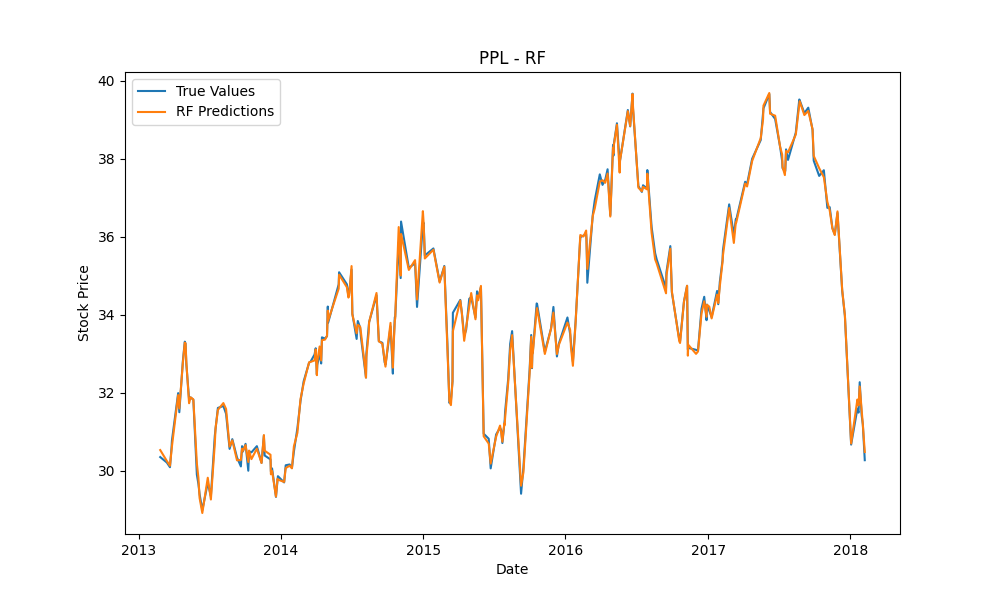 PPL - RF
True Values
RF Predictions
40
38
36
34
32
30
Stock Price
2013
2014
2015
2016
2017
2018
Date